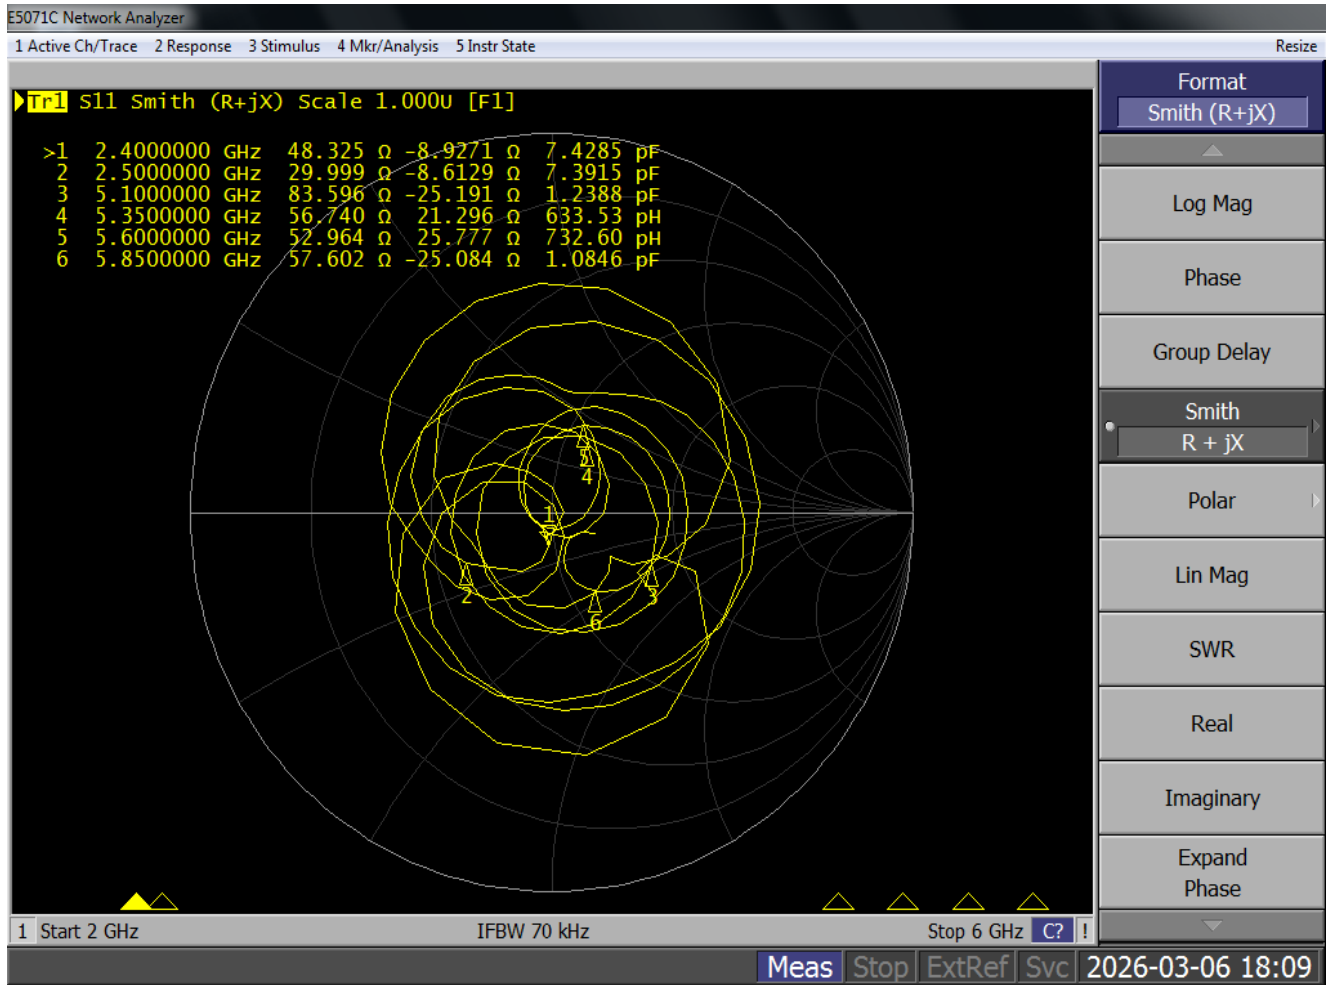 E5071C Network Analyzer
1 Active Ch/Trace 2 Response 3 Stimulus 4 Mkr/Analysis 5 Instr State Resize
Tr1 S11 Smith (R+jX) Scale 1.000U [F1]
>1 2.4000000 GHz 48.325 Ω -8.9271 Ω 7.4285 pF
2 2.5000000 GHz 29.999 Ω -8.6129 Ω 7.3915 pF
3 5.1000000 GHz 83.596 Ω -25.191 Ω 1.2388 pF
4 5.3500000 GHz 56.740 Ω 21.296 Ω 633.53 pH
5 5.6000000 GHz 52.964 Ω 25.777 Ω 732.60 pH
6 5.8500000 GHz 57.602 Ω -25.084 Ω 1.0846 pF
5
4
1
2
3
6
1 Start 2 GHz IFBW 70 kHz Stop 6 GHz C? !
Format
Smith (R+jX)
Log Mag
Phase
Group Delay
Smith
R + jX
Polar
Lin Mag
SWR
Real
Imaginary
Expand
Phase
Meas Stop ExtRef Svc 2026-03-06 18:09